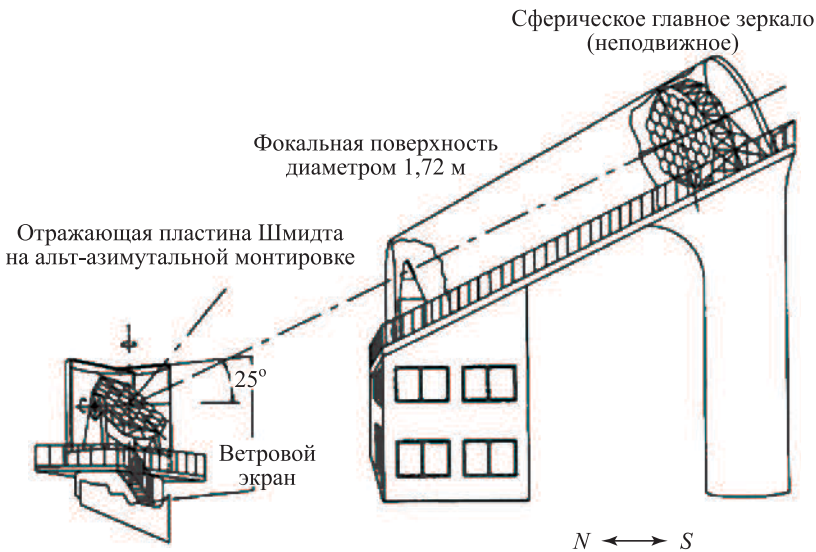 Сферическое главное зеркало
(неподвижное)
Фокальная поверхность
диаметром 1,72 м
Отражающая пластина Шмидта
на альт-азимутальной монтировке
25°
Ветровой
экран
N S